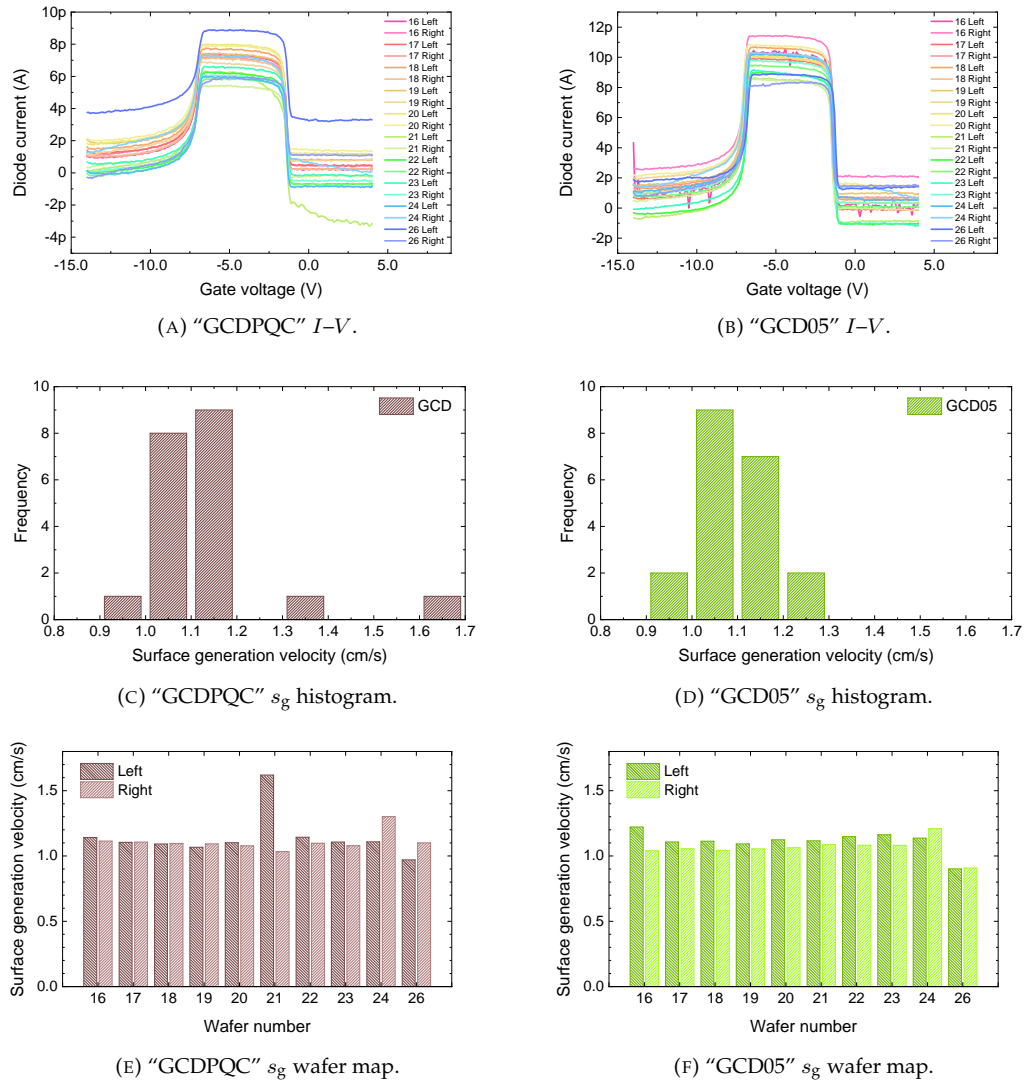 12p
10p
8p
6p
4p
2p
0
-2p
-4p
Diode current (A)
-15.0 -10.0 -5.0 0.0 5.0
Gate voltage (V)
16 Left
16 Right
17 Left
17 Right
18 Left
18 Right
19 Left
19 Right
20 Left
20 Right
21 Left
21 Right
22 Left
22 Right
23 Left
23 Right
24 Left
24 Right
26 Left
26 Right
(A) "GCDPQC" I–V.
12p
10p
8p
6p
4p
2p
0
-2p
Diode current (A)
-15.0 -10.0 -5.0 0.0 5.0
Gate voltage (V)
16 Left
16 Right
17 Left
17 Right
18 Left
18 Right
19 Left
19 Right
20 Left
20 Right
21 Left
21 Right
22 Left
22 Right
23 Left
23 Right
24 Left
24 Right
26 Left
26 Right
(B) "GCD05" I–V.
10
8
6
4
2
0
Frequency
GCD
0.8 0.9 1.0 1.1 1.2 1.3 1.4 1.5 1.6 1.7
Surface generation velocity (cm/s)
(C) "GCDPQC" sg histogram.
10
8
6
4
2
0
Frequency
GCD05
0.8 0.9 1.0 1.1 1.2 1.3 1.4 1.5 1.6 1.7
Surface generation velocity (cm/s)
(D) "GCD05" sg histogram.
Surface generation velocity (cm/s)
1.5
1.0
0.5
0.0
Left
Right
16 17 18 19 20 21 22 23 24 26
Wafer number
(E) "GCDPQC" sg wafer map.
Surface generation velocity (cm/s)
1.5
1.0
0.5
0.0
Left
Right
16 17 18 19 20 21 22 23 24 26
Wafer number
(F) "GCD05" sg wafer map.